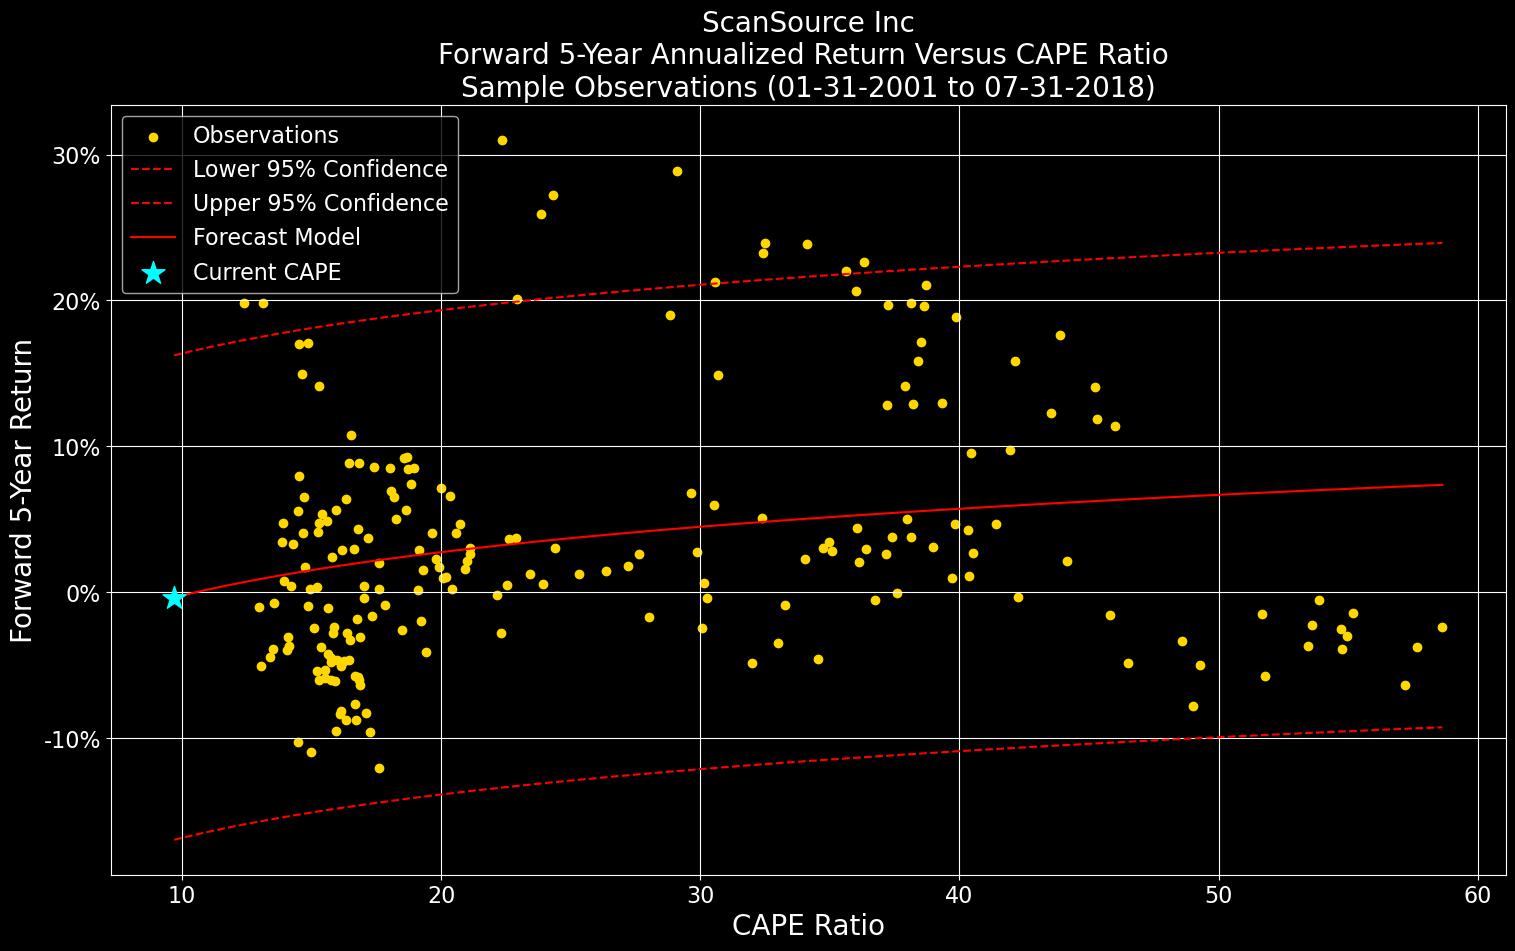 ScanSource Inc
Forward 5-Year Annualized Return Versus CAPE Ratio
Sample Observations (01-31-2001 to 07-31-2018)
Observations
Lower 95% Confidence
Upper 95% Confidence
Forecast Model
Current CAPE
Forward 5-Year Return
30%
20%
10%
0%
-10%
10 20 30 40 50 60
CAPE Ratio